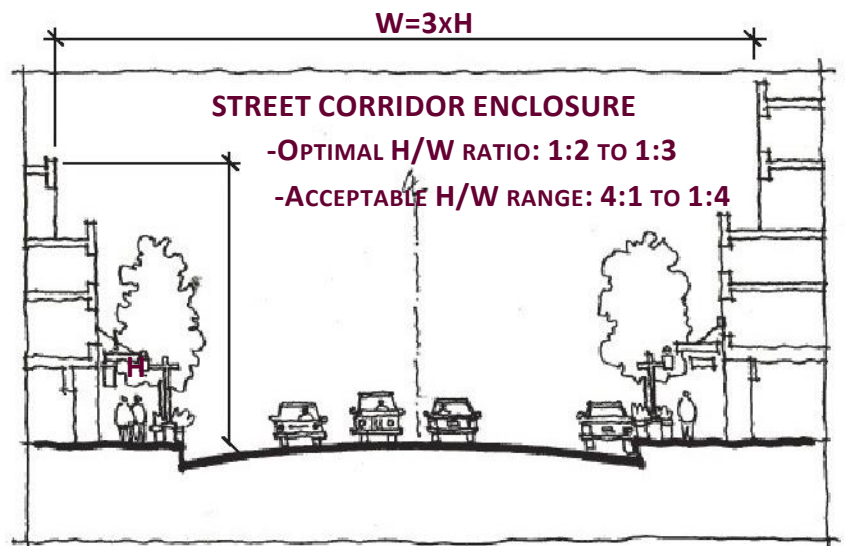 W=3xH
STREET CORRIDOR ENCLOSURE
-OPTIMAL H/W RATIO: 1:2 TO 1:3
-ACCEPTABLE H/W RANGE: 4:1 TO 1:4
H